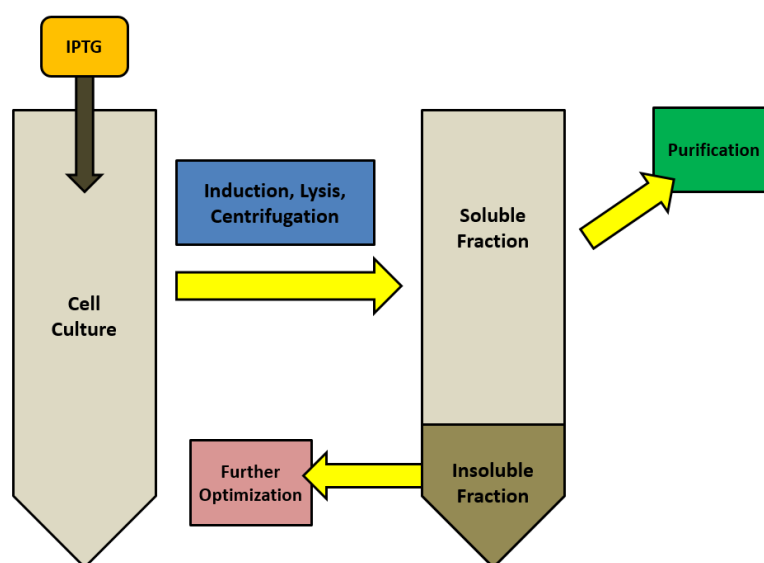 IPTG
Induction, Lysis,
Centrifugation
Purification
Soluble
Fraction
Cell
Culture
Further
Optimization
Insoluble
Fraction